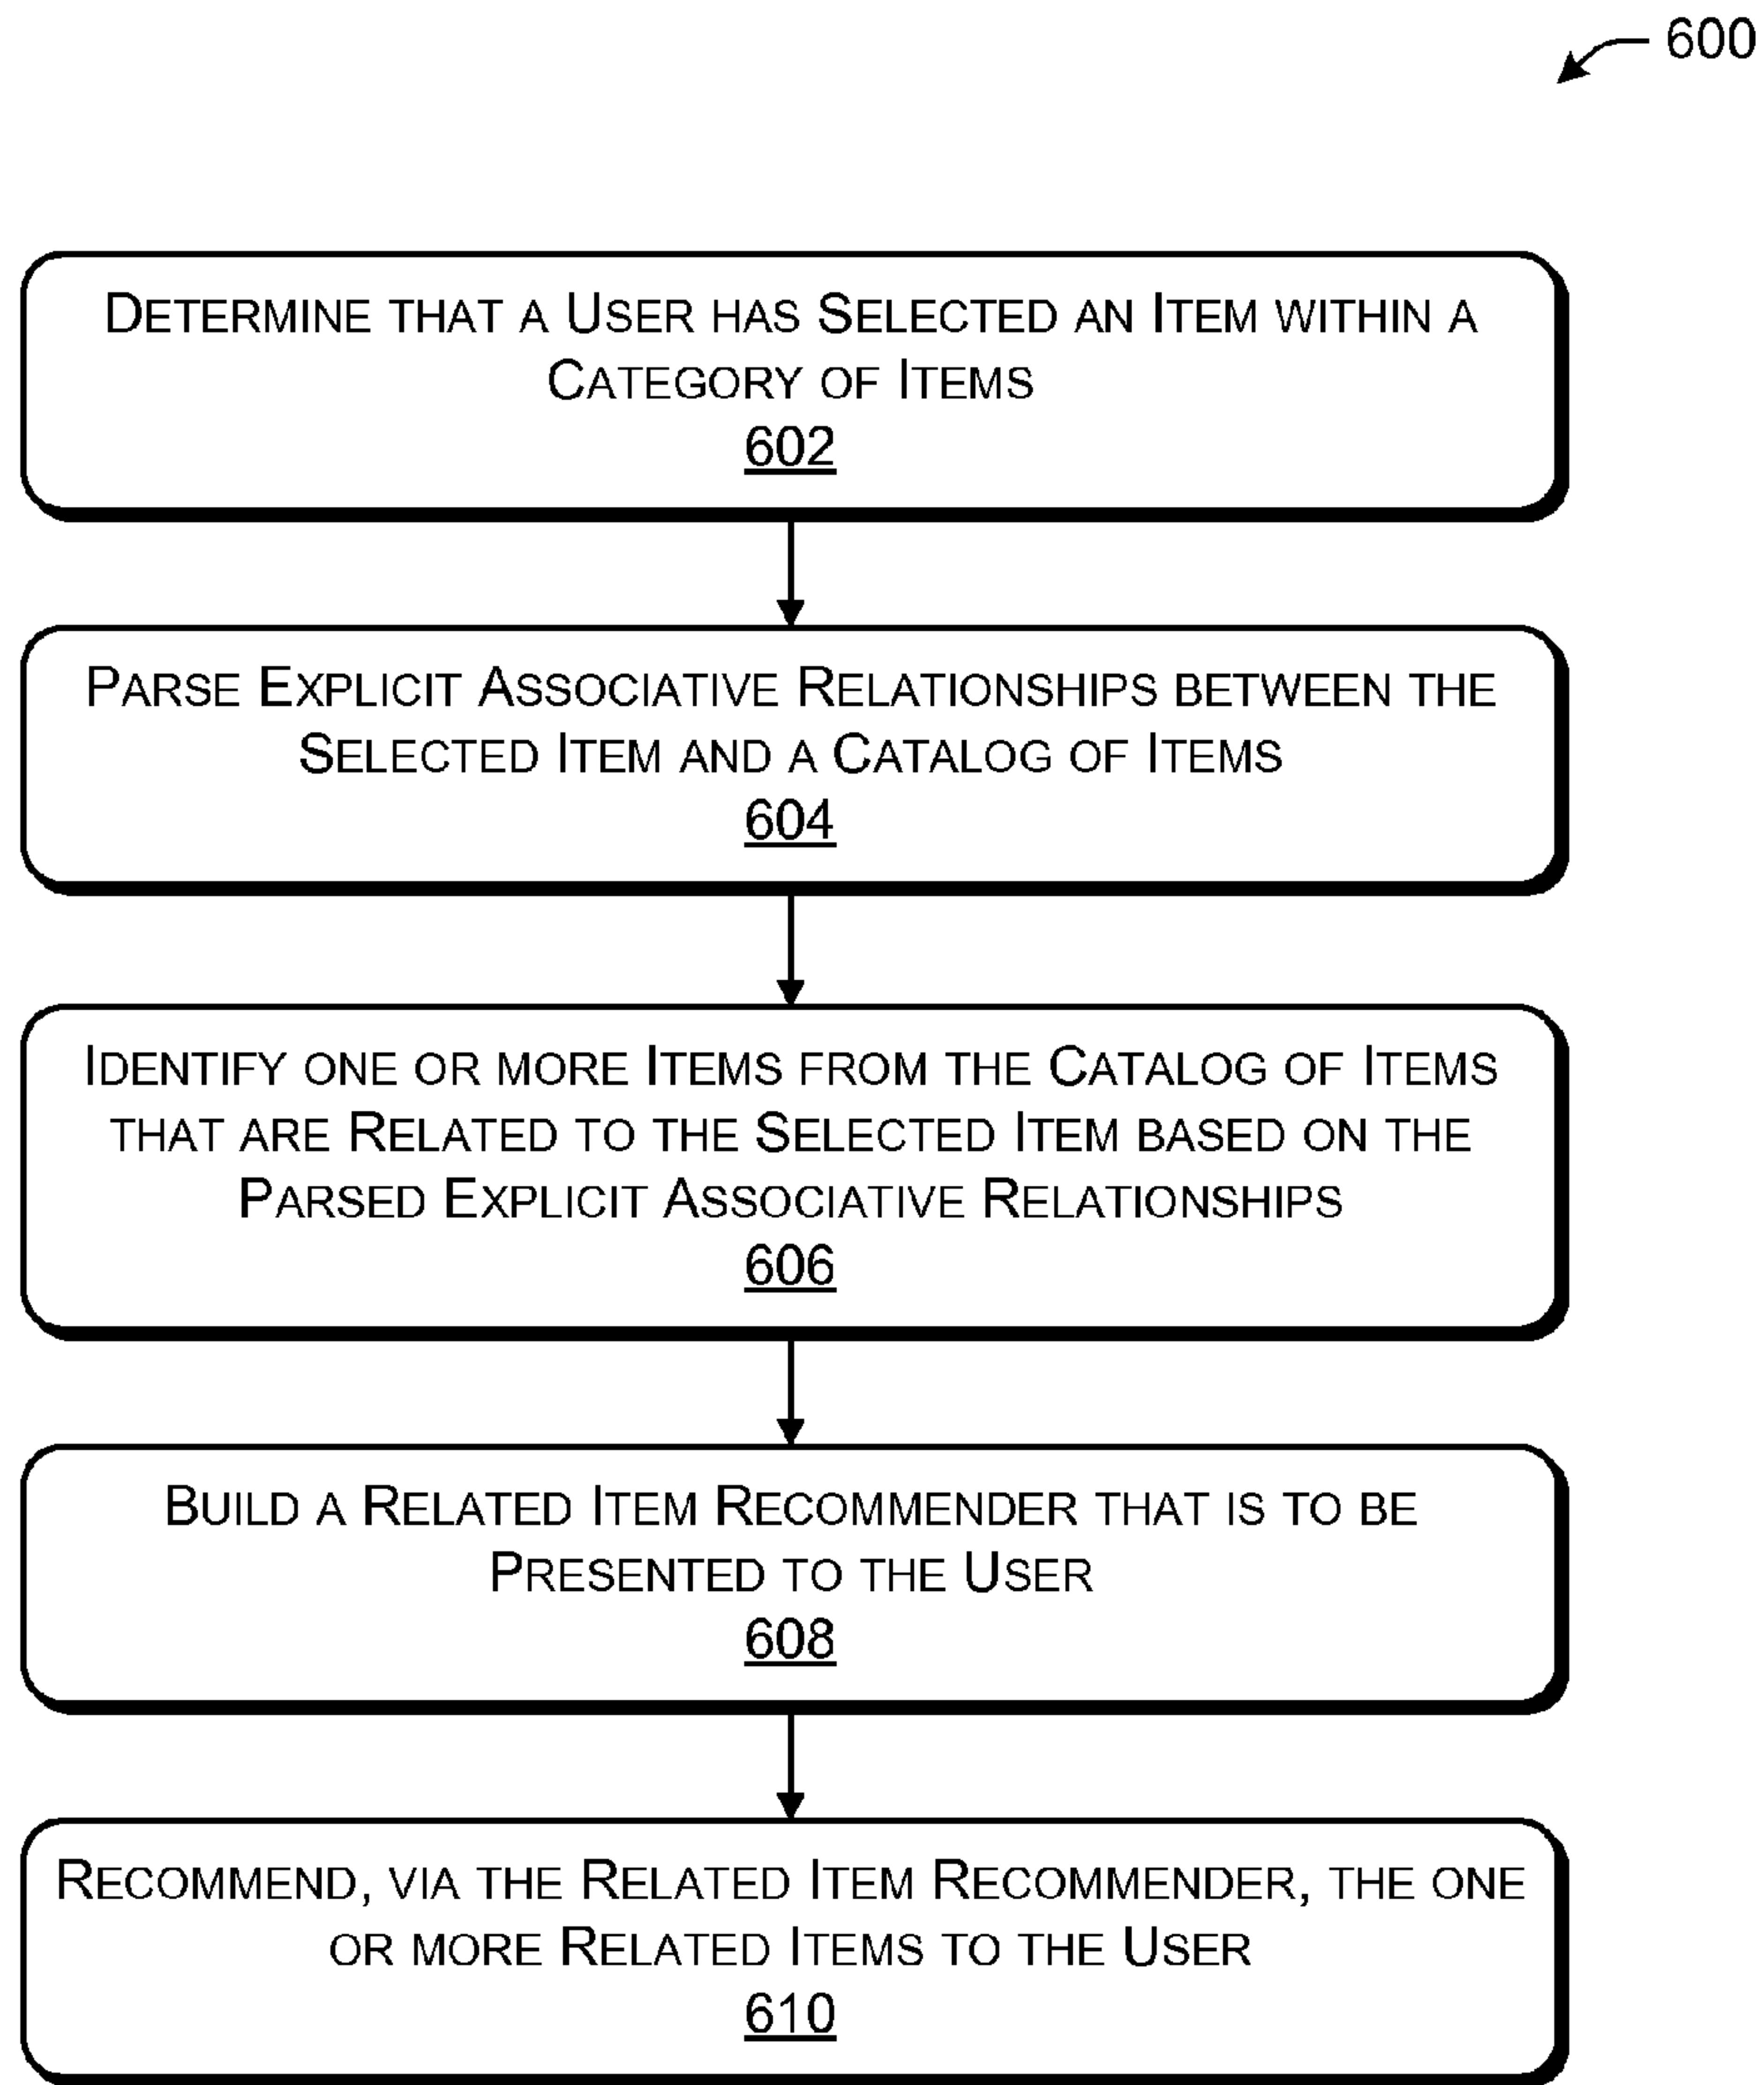 600
Determine that a User has Selected an Item within a
Category of Items
602
Parse Explicit Associative Relationships between the
Selected Item and a Catalog of Items
604
Identify one or more Items from the Catalog of Items
that are Related to the Selected Item based on the
Parsed Explicit Associative Relationships
606
Build a Related Item Recommender that is to be
Presented to the User
608
Recommend, via the Related Item Recommender, the one
or more Related Items to the User
610